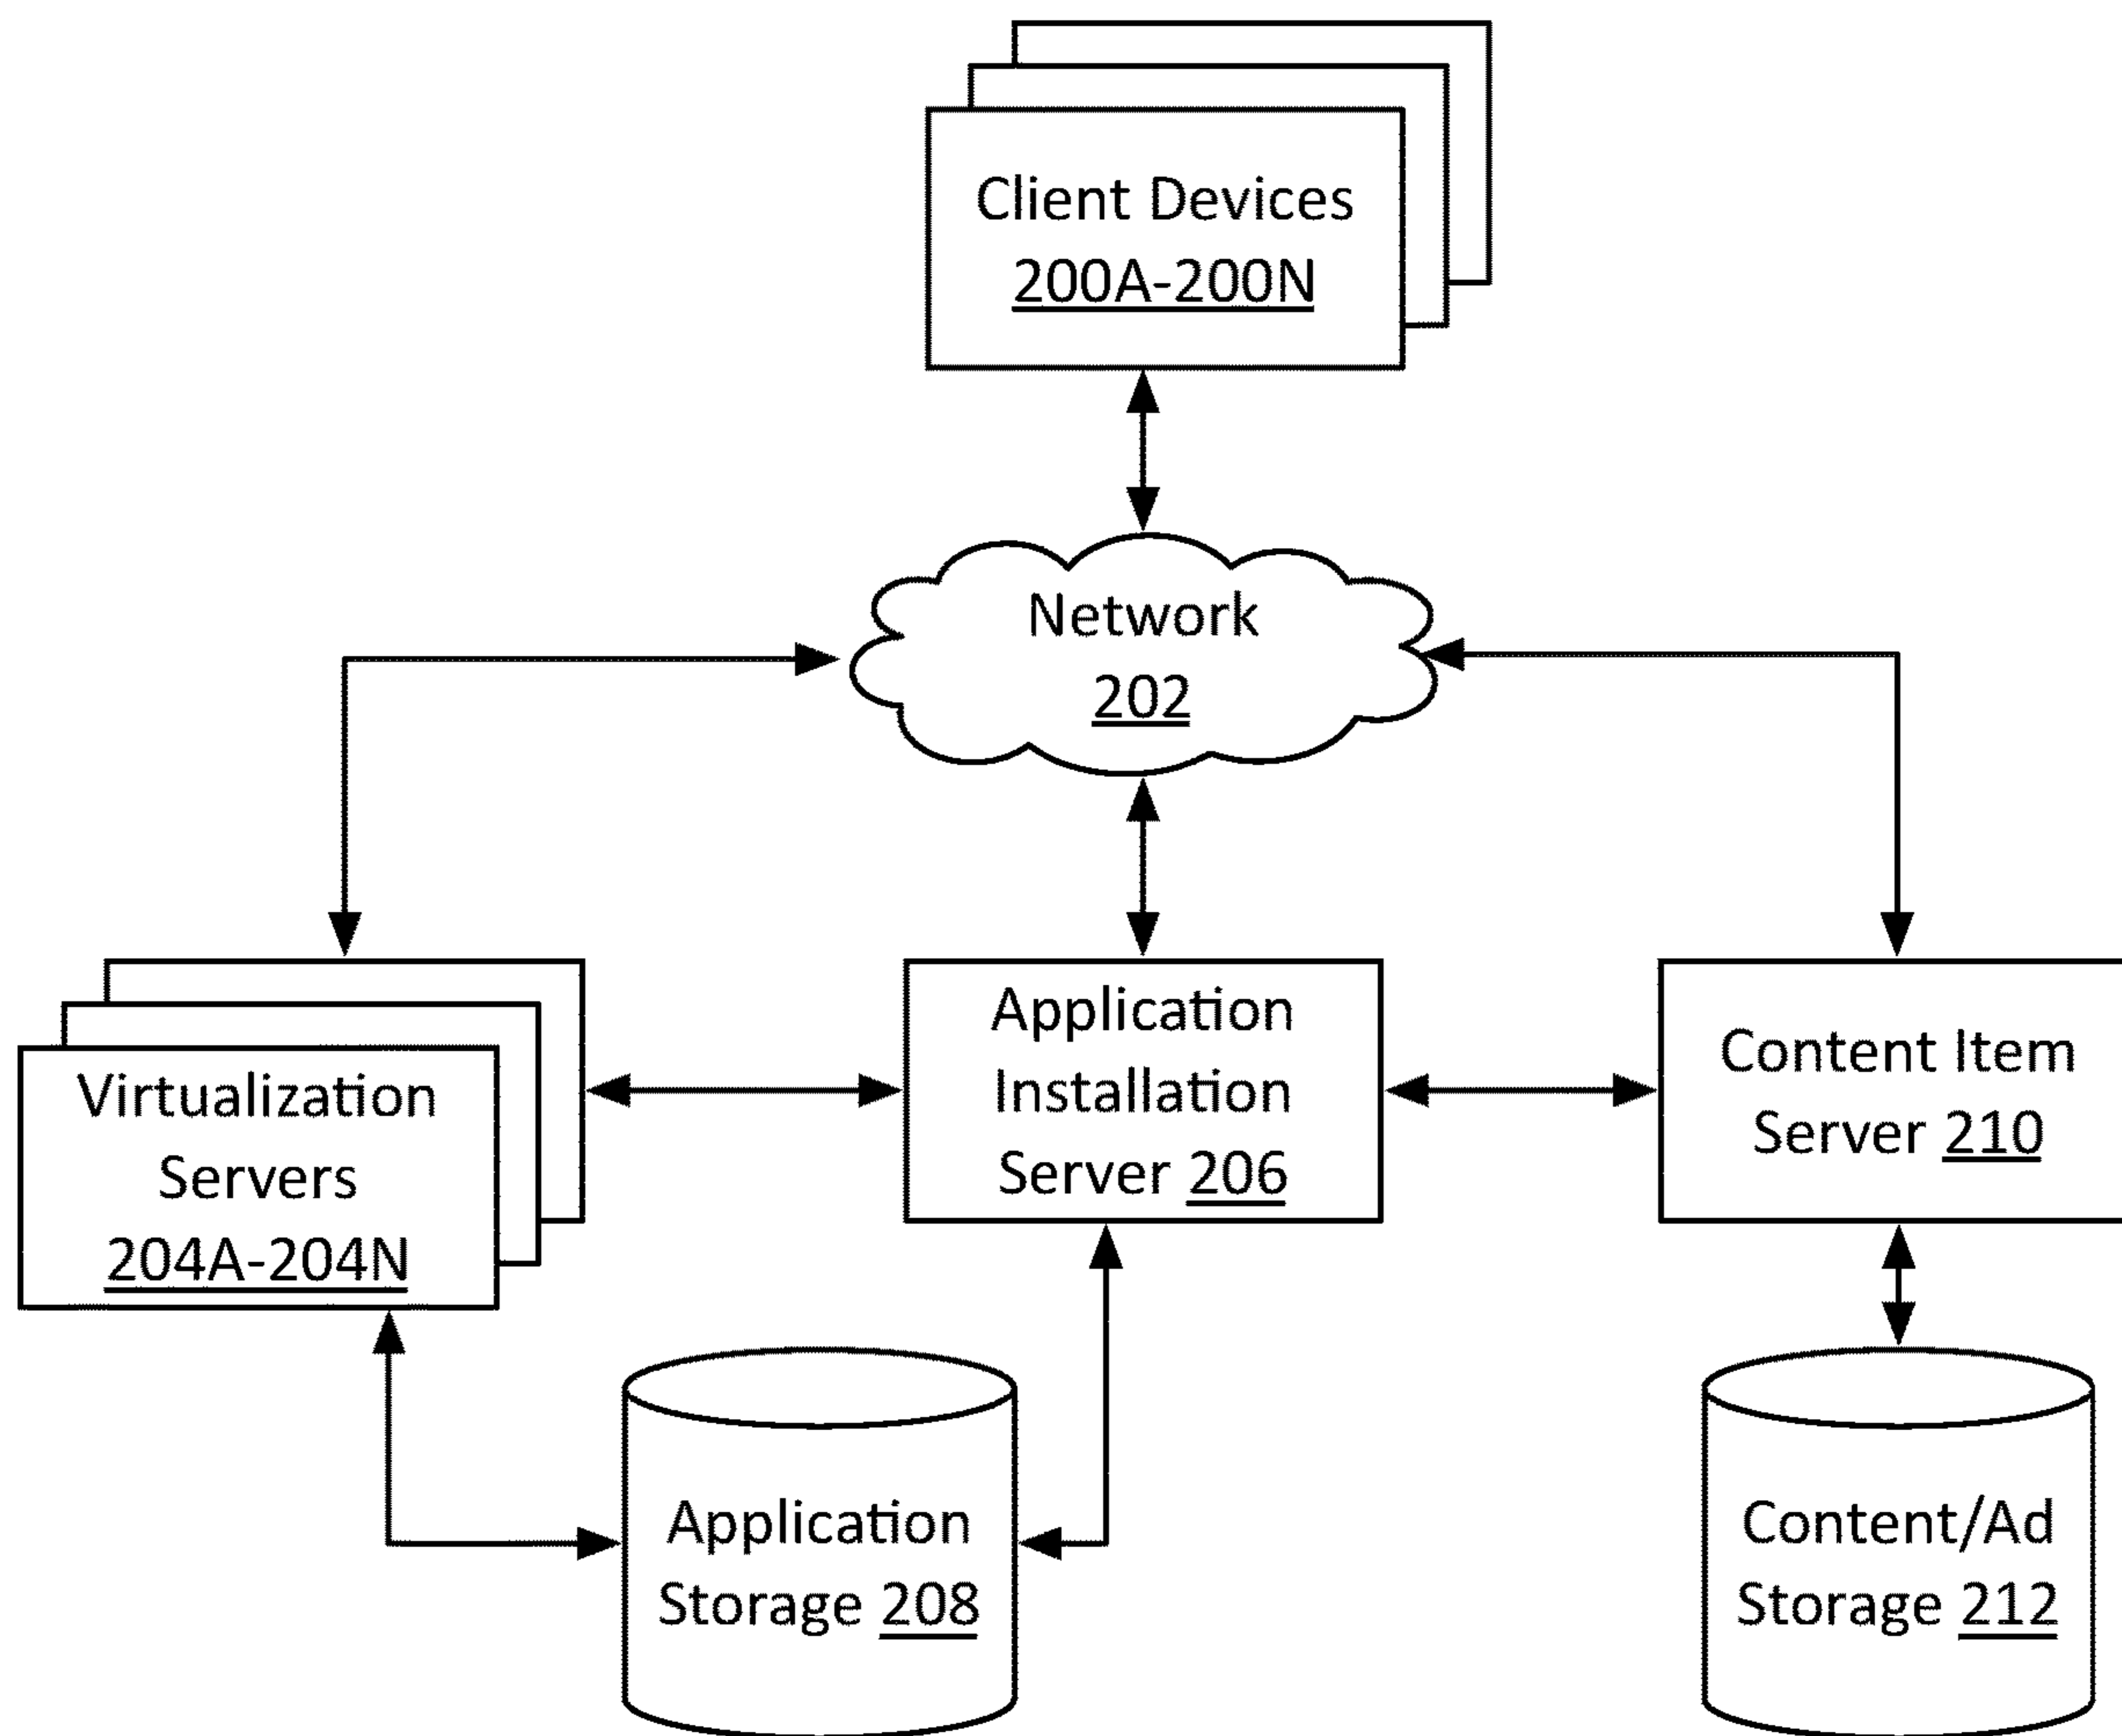 Client Devices
200A-200N
Network
202
Virtualization
Servers
204A-204N
Application
Installation
Server 206
Content Item
Server 210
Application
Storage 208
Content/Ad
Storage 212